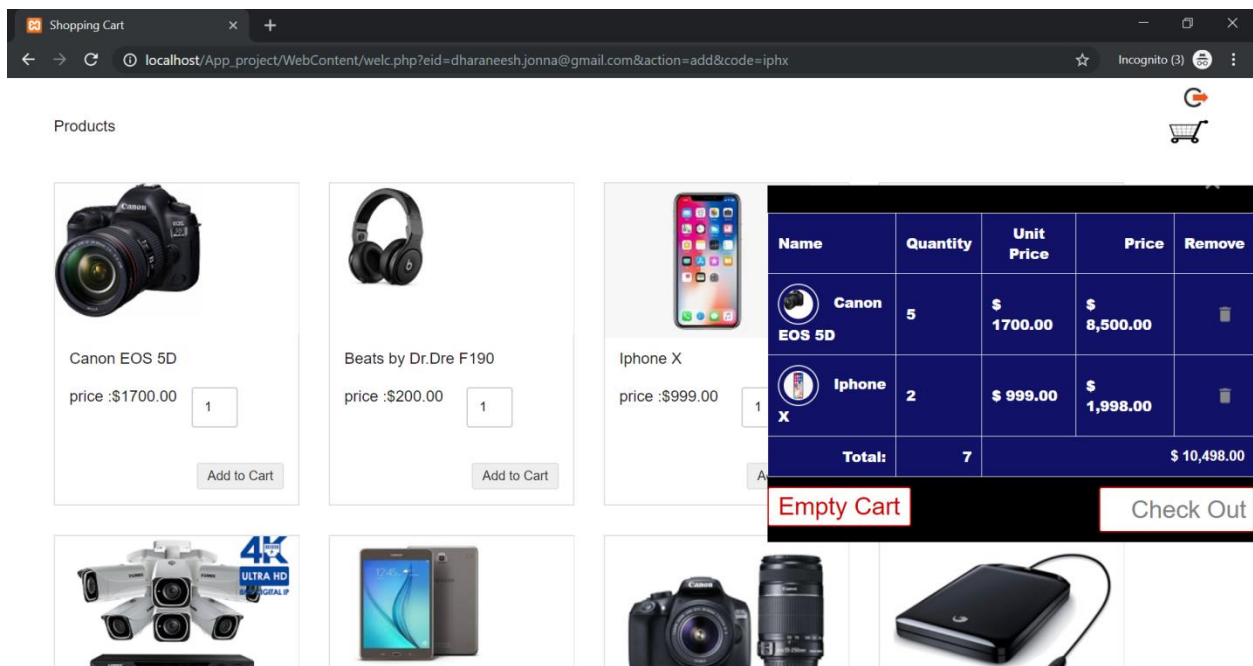 Shopping Cart
localhost/App_project/WebContent/welc.php?eid=dharaneesh.jonna@gmail.com&action=add&code=iphx
Incognito (3)
Products
Canon
Canon EOS 5D
price :$1700.00
1
Add to Cart
Beats by Dr.Dre F190
price :$200.00
1
Add to Cart
Iphone X
price :$999.00
1
A
Name Quantity Unit Price Price Remove
Canon EOS 5D 5 $ 1700.00 $ 8,500.00
Iphone X 2 $ 999.00 $ 1,998.00
Total: 7 $ 10,498.00
Empty Cart
Check Out
4K
ULTRA HD
12:45
Canon